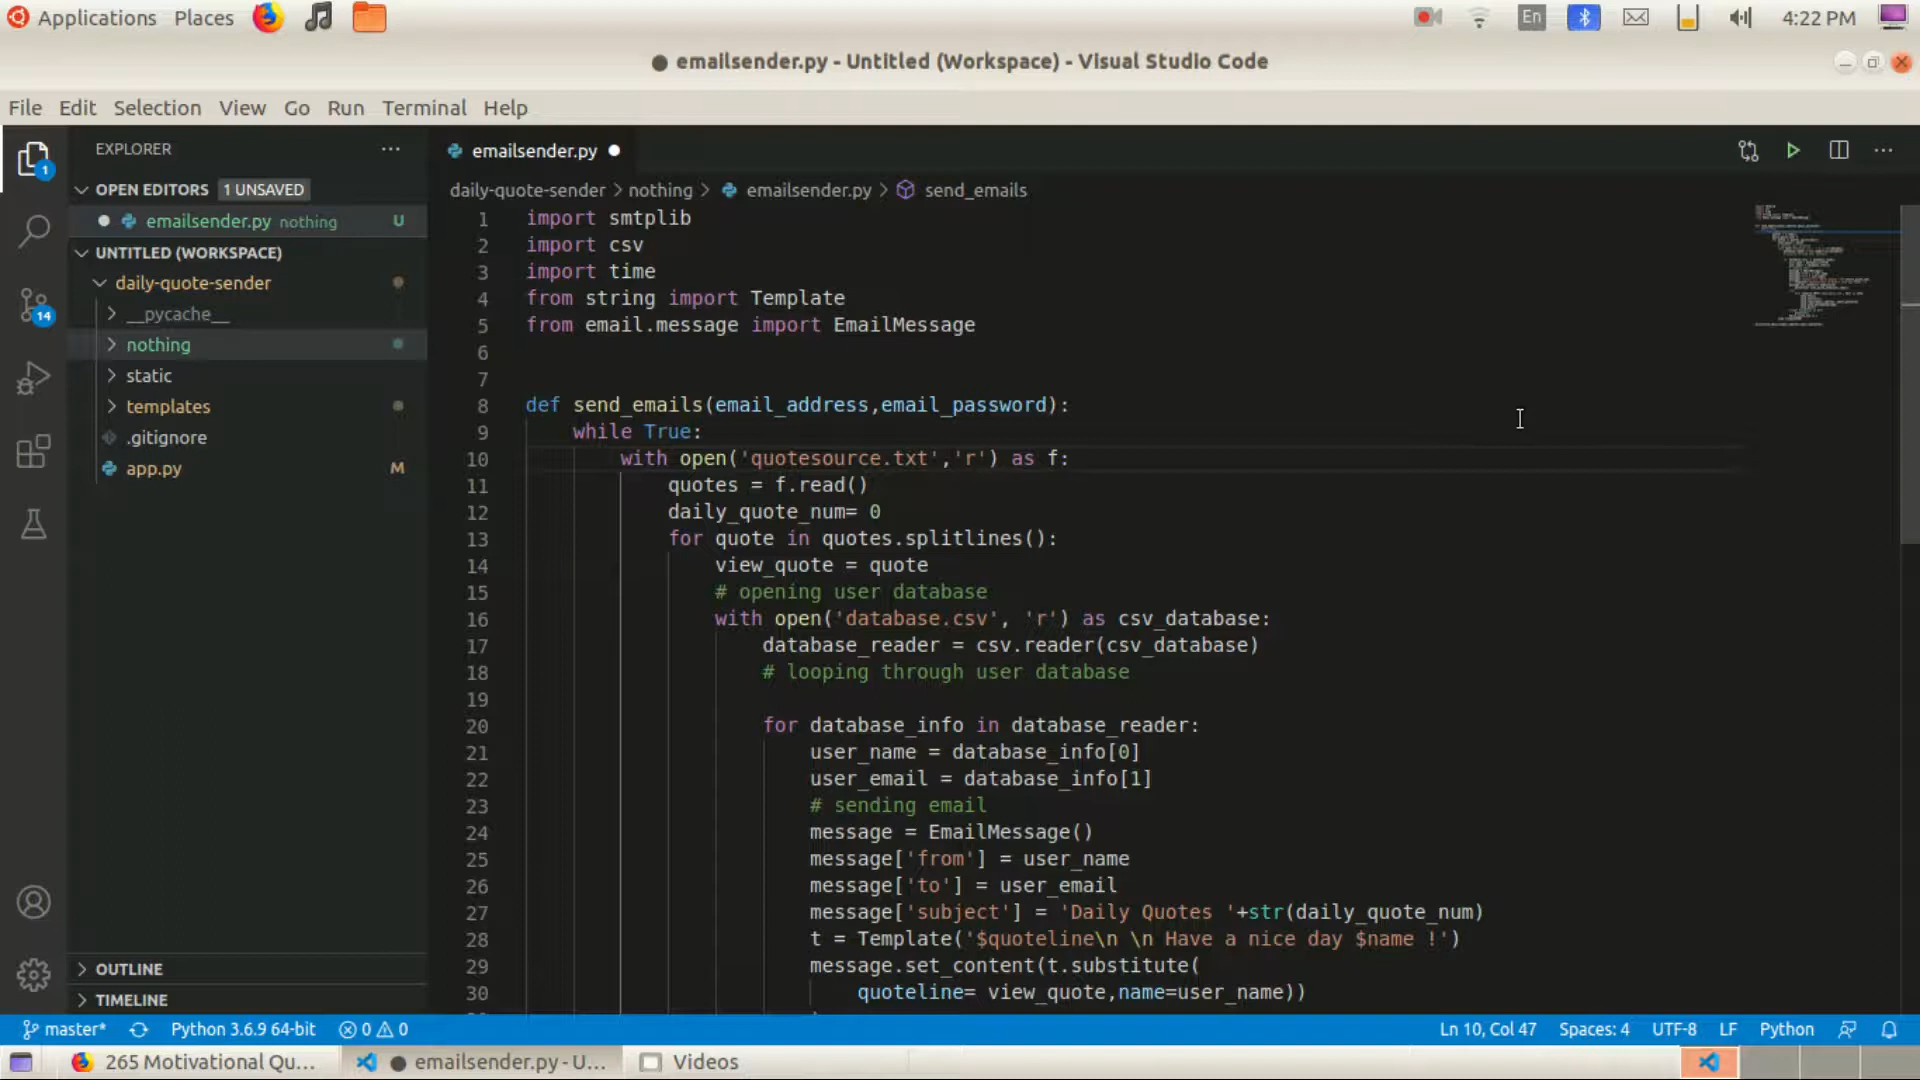 Applications Places En 4:22 PM
● emailsender.py - Untitled (Workspace) - Visual Studio Code
File Edit Selection View Go Run Terminal Help
EXPLORER ···
1
OPEN EDITORS 1 UNSAVED
emailsender.py nothing U
UNTITLED (WORKSPACE)
daily-quote-sender
14
__pycache__
nothing
static
templates
.gitignore
app.py M
OUTLINE
TIMELINE
emailsender.py ●
daily-quote-sender > nothing > emailsender.py > send_emails
1 import smtplib
2 import csv
3 import time
4 from string import Template
5 from email.message import EmailMessage
6
7
8 def send_emails(email_address,email_password):
9 while True:
10 with open('quotesource.txt','r') as f:
11 quotes = f.read()
12 daily_quote_num= 0
13 for quote in quotes.splitlines():
14 view_quote = quote
15 # opening user database
16 with open('database.csv', 'r') as csv_database:
17 database_reader = csv.reader(csv_database)
18 # looping through user database
19
20 for database_info in database_reader:
21 user_name = database_info[0]
22 user_email = database_info[1]
23 # sending email
24 message = EmailMessage()
25 message['from'] = user_name
26 message['to'] = user_email
27 message['subject'] = 'Daily Quotes '+str(daily_quote_num)
28 t = Template('$quoteline\n \n Have a nice day $name !')
29 message.set_content(t.substitute(
30 quoteline= view_quote,name=user_name))
master* Python 3.6.9 64-bit 0 0 Ln 10, Col 47 Spaces: 4 UTF-8 LF Python
265 Motivational Qu... ● emailsender.py - U... Videos